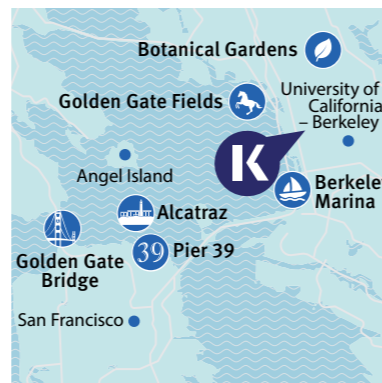 Botanical Gardens
Golden Gate Fields
University of
California
– Berkeley
K
Angel Island
Berkeley
Marina
Alcatraz
39 Pier 39
Golden Gate
Bridge
San Francisco